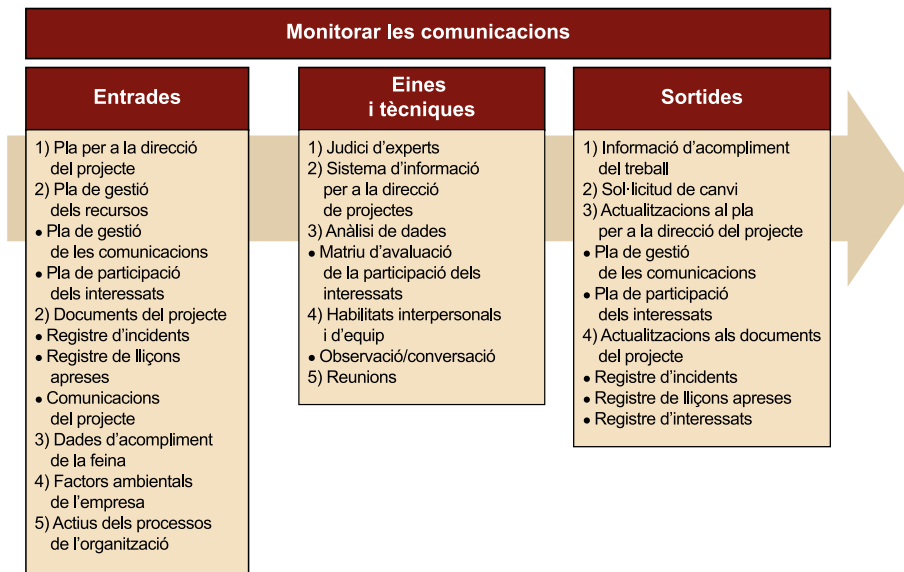 Monitorar les comunicacions
Entrades
1) Pla per a la direcció
del projecte
2) Pla de gestió
dels recursos
• Pla de gestió
de les comunicacions
• Pla de participació
dels interessats
2) Documents del projecte
• Registre d’incidents
• Registre de lliçons
apreses
• Comunicacions
del projecte
3) Dades d’acompliment
de la feina
4) Factors ambientals
de l’empresa
5) Actius dels processos
de l’organització
Eines
i tècniques
1) Judici d’experts
2) Sistema d’informació
per a la direcció
de projectes
3) Anàlisi de dades
• Matriu d’avaluació
de la participació dels
interessats
4) Habilitats interpersonals
i d’equip
• Observació/conversació
5) Reunions
Sortides
1) Informació d’acompliment
del treball
2) Sol·licitud de canvi
3) Actualitzacions al pla
per a la direcció del projecte
• Pla de gestió
de les comunicacions
• Pla de participació
dels interessats
4) Actualitzacions als documents
del projecte
• Registre d’incidents
• Registre de lliçons apreses
• Registre d’interessats